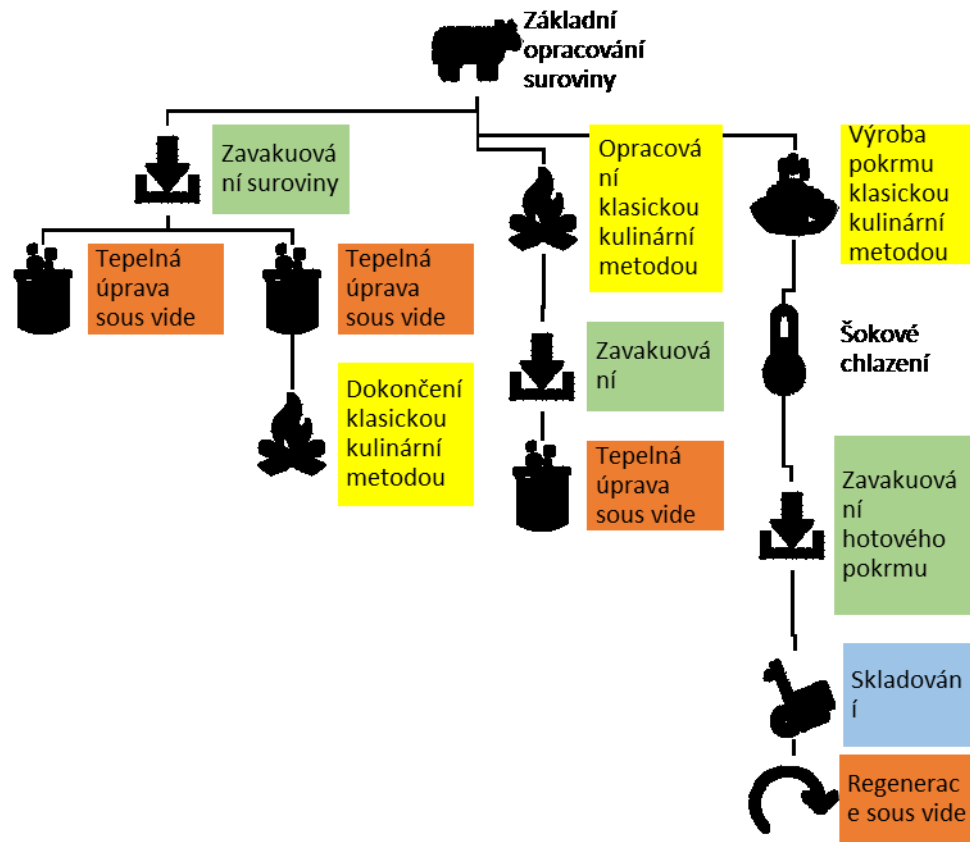 Základní
opracování
suroviny
Zavakuová
ní suroviny
Tepelná
úprava
sous vide
Tepelná
úprava
sous vide
Dokončení
klasickou
kulinární
metodou
Opracová
ní
klasickou
kulinární
metodou
Zavakuová
ní
Tepelná
úprava
sous vide
Výroba
pokrmu
klasickou
kulinární
metodou
Šokové
chlazení
Zavakuová
ní
hotového
pokrmu
Skladován
í
Regenerac
e sous vide